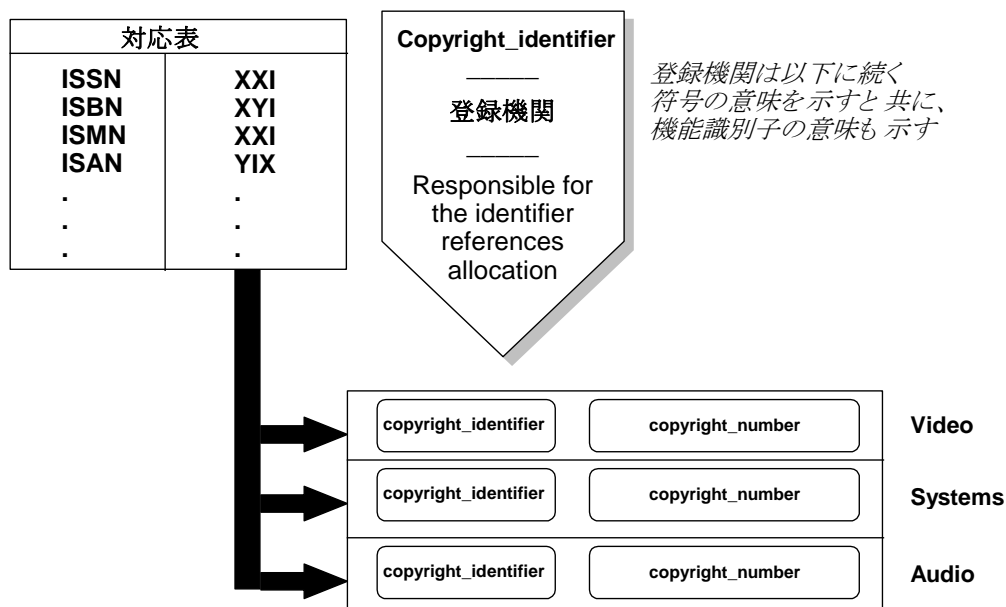 対応表
ISSN XXI
ISBN XYI
ISMN XXI
ISAN YIX
. .
. .
. .
Copyright_identifier
_____
登録機関
_____
Responsible for
the identifier
references
allocation
登録機関は以下に続く
符号の意味を示すと共に、
機能識別子の意味も示す
copyright_identifier copyright_number Video
copyright_identifier copyright_number Systems
copyright_identifier copyright_number Audio